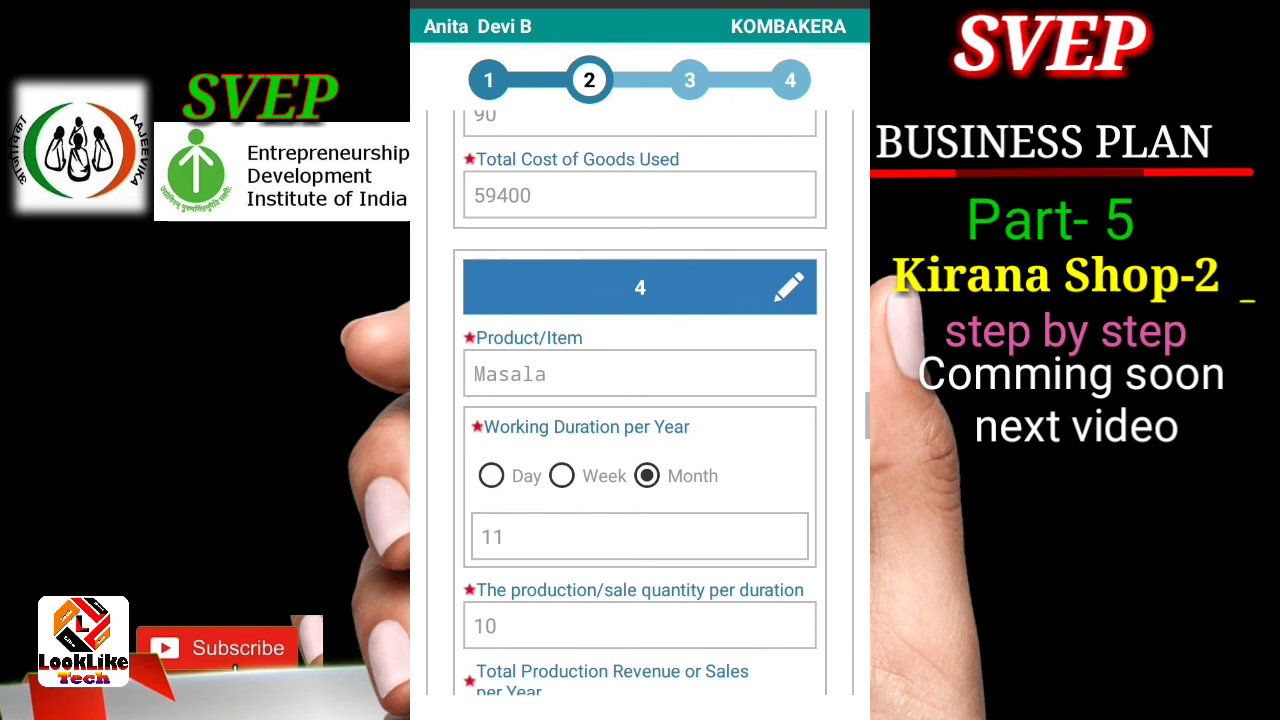 SVEP
आजीविका
AAJEEVIKA
Entrepreneurship
Development
Institute of India
LookLike
Tech
Subscribe
Anita Devi B
KOMBAKERA
1
2
3
4
90
Total Cost of Goods Used
59400
4
Product/Item
Masala
Working Duration per Year
Day
Week
Month
11
The production/sale quantity per duration
10
Total Production Revenue or Sales
per Year
SVEP
BUSINESS PLAN
Part- 5
Kirana Shop-2 _
step by step
Comming soon
next video